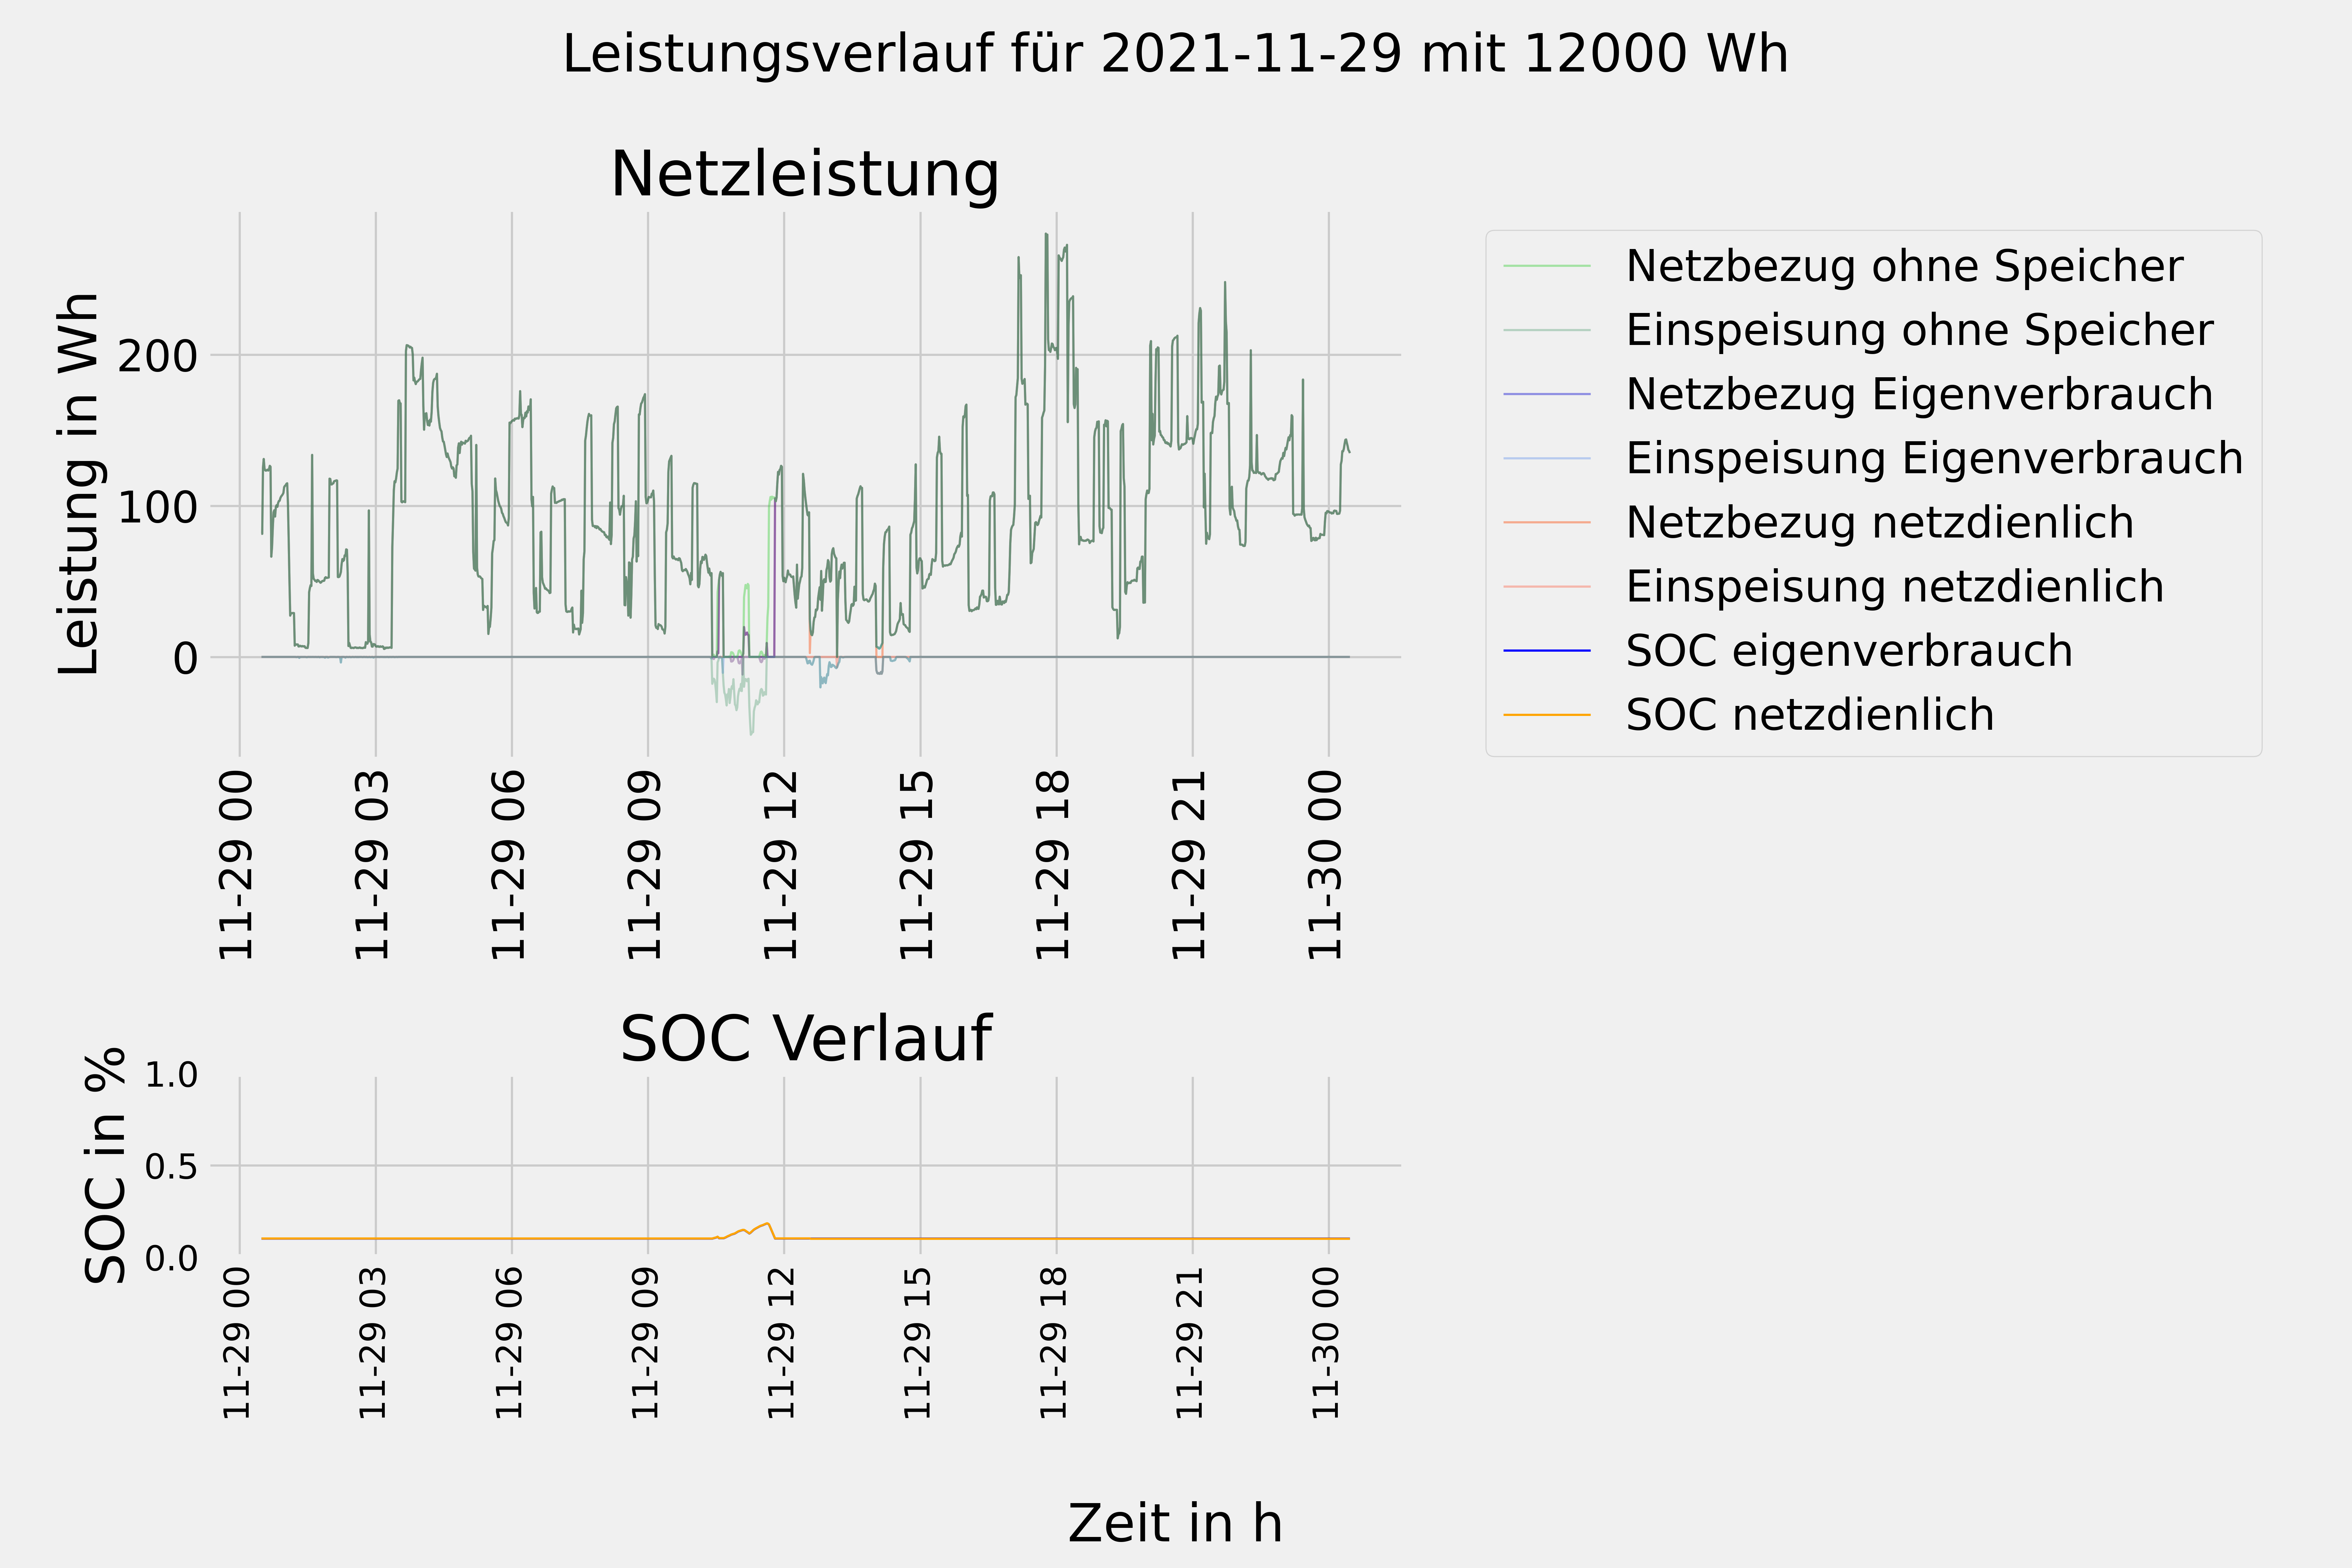 Leistungsverlauf für 2021-11-29 mit 12000 Wh
Netzleistung
Leistung in Wh
200
100
0
11-29 00
11-29 03
11-29 06
11-29 09
11-29 12
11-29 15
11-29 18
11-29 21
11-30 00
Netzbezug ohne Speicher
Einspeisung ohne Speicher
Netzbezug Eigenverbrauch
Einspeisung Eigenverbrauch
Netzbezug netzdienlich
Einspeisung netzdienlich
SOC eigenverbrauch
SOC netzdienlich
SOC Verlauf
SOC in %
1.0
0.5
0.0
11-29 00
11-29 03
11-29 06
11-29 09
11-29 12
11-29 15
11-29 18
11-29 21
11-30 00
Zeit in h